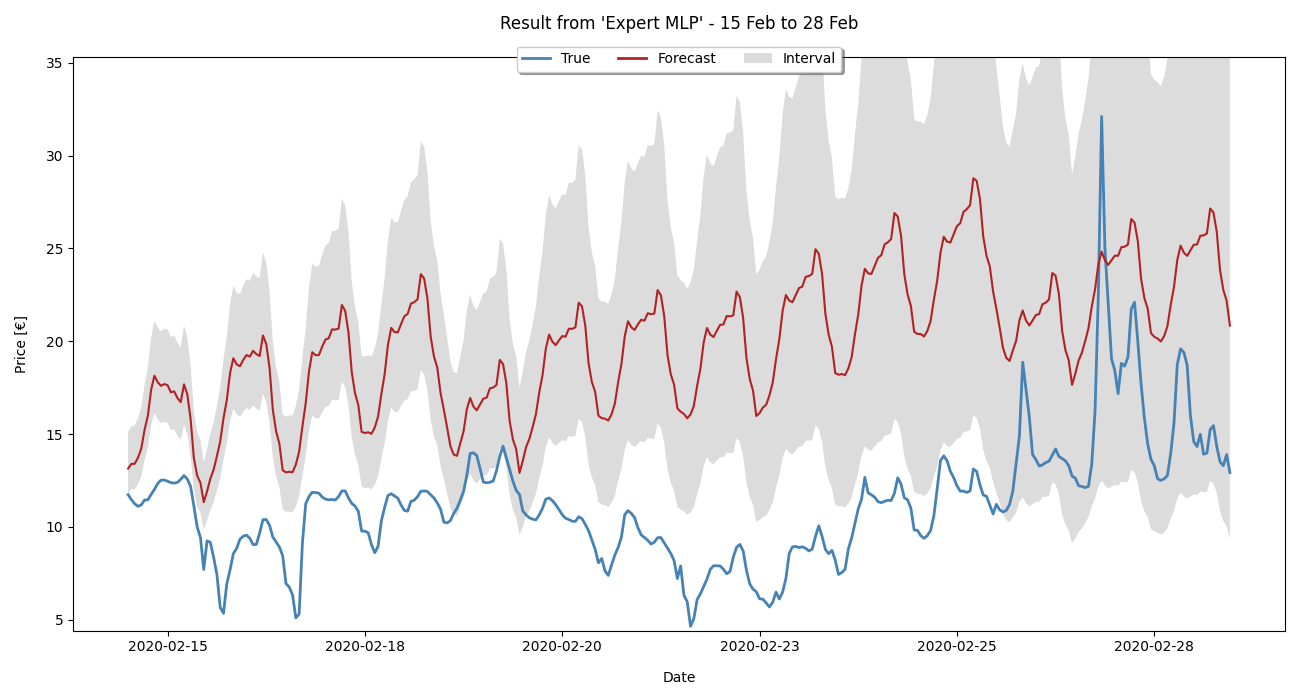 Result from 'Expert MLP' - 15 Feb to 28 Feb
True Forecast Interval
35
30
25
20
15
10
5
Price [€]
2020-02-15 2020-02-18 2020-02-20 2020-02-23 2020-02-25 2020-02-28
Date